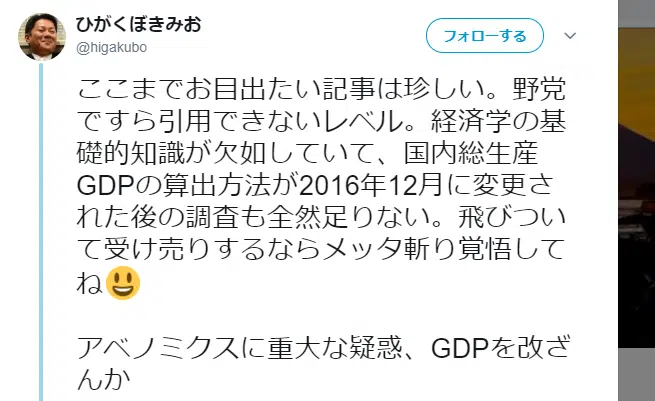 ひがくぼきみお
@higakubo
フォローする
ここまでお目出たい記事は珍しい。野党
ですら引用できないレベル。経済学の基
礎的知識が欠如していて、国内総生産
GDPの算出方法が2016年12月に変更さ
れた後の調査も全然足りない。飛びつい
て受け売りするならメッタ斬り覚悟して
ね😃
アベノミクスに重大な疑惑、GDPを改ざ
んか